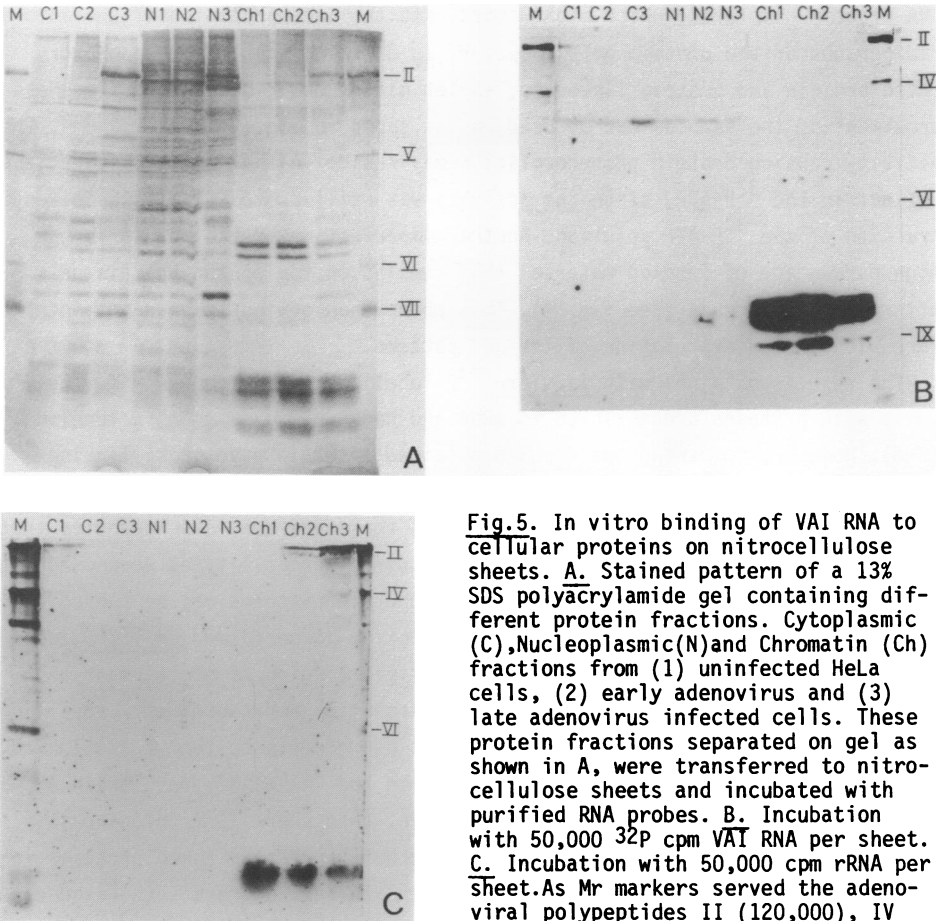 M C1 C2 C3 N1 N2 N3 Ch1 Ch2 Ch3 M
II
V
VI
VII
A
M C1 C2 C3 N1 N2 N3 Ch1 Ch2 Ch3 M
II
IV
VI
IX
B
M C1 C2 C3 N1 N2 N3 Ch1 Ch2 Ch3 M
II
IV
VI
C
Fig.5. In vitro binding of VAI RNA to
cellular proteins on nitrocellulose
sheets. A. Stained pattern of a 13%
SDS polyacrylamide gel containing dif-
ferent protein fractions. Cytoplasmic
(C),Nucleoplasmic(N)and Chromatin (Ch)
fractions from (1) uninfected HeLa
cells, (2) early adenovirus and (3)
late adenovirus infected cells. These
protein fractions separated on gel as
shown in A, were transferred to nitro-
cellulose sheets and incubated with
purified RNA probes. B. Incubation
with 50,000 32P cpm VAI RNA per sheet.
C. Incubation with 50,000 cpm rRNA per
sheet.As Mr markers served the adeno-
viral polypeptides II (120,000), IV